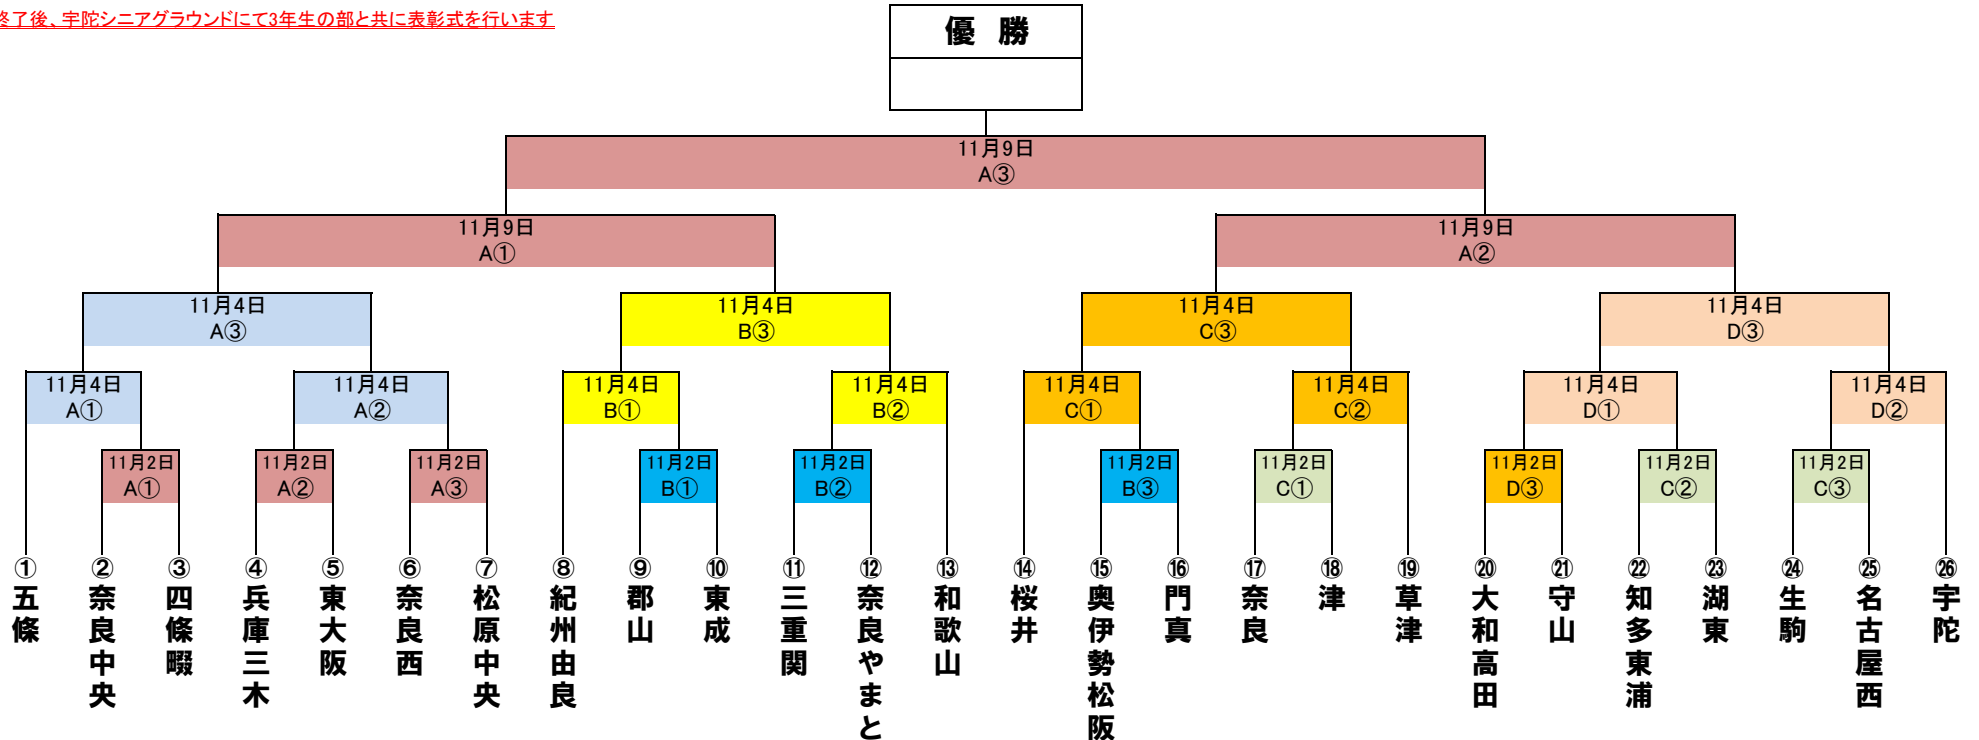 終了後、宇陀シニアグラウンドにて3年生の部と共に表彰式を行います
優 勝
11月9日
A③
11月9日
A①
11月9日
A②
11月4日
A③
11月4日
B③
11月4日
C③
11月4日
D③
11月4日
A①
11月4日
A②
11月4日
B①
11月4日
B②
11月4日
C①
11月4日
C②
11月4日
D①
11月4日
D②
11月2日
A①
11月2日
A②
11月2日
A③
11月2日
B①
11月2日
B②
11月2日
B③
11月2日
C①
11月2日
D③
11月2日
C②
11月2日
C③
①五條
②奈良中央
③四條畷
④兵庫三木
⑤東大阪
⑥奈良西
⑦松原中央
⑧紀州由良
⑨郡山
⑩東成
⑪三重関
⑫奈良やまと
⑬和歌山
⑭桜井
⑮奥伊勢松阪
⑯門真
⑰奈良
⑱津
⑲草津
⑳大和高田
㉑守山
㉒知多東浦
㉓湖東
㉔生駒
㉕名古屋西
㉖宇陀